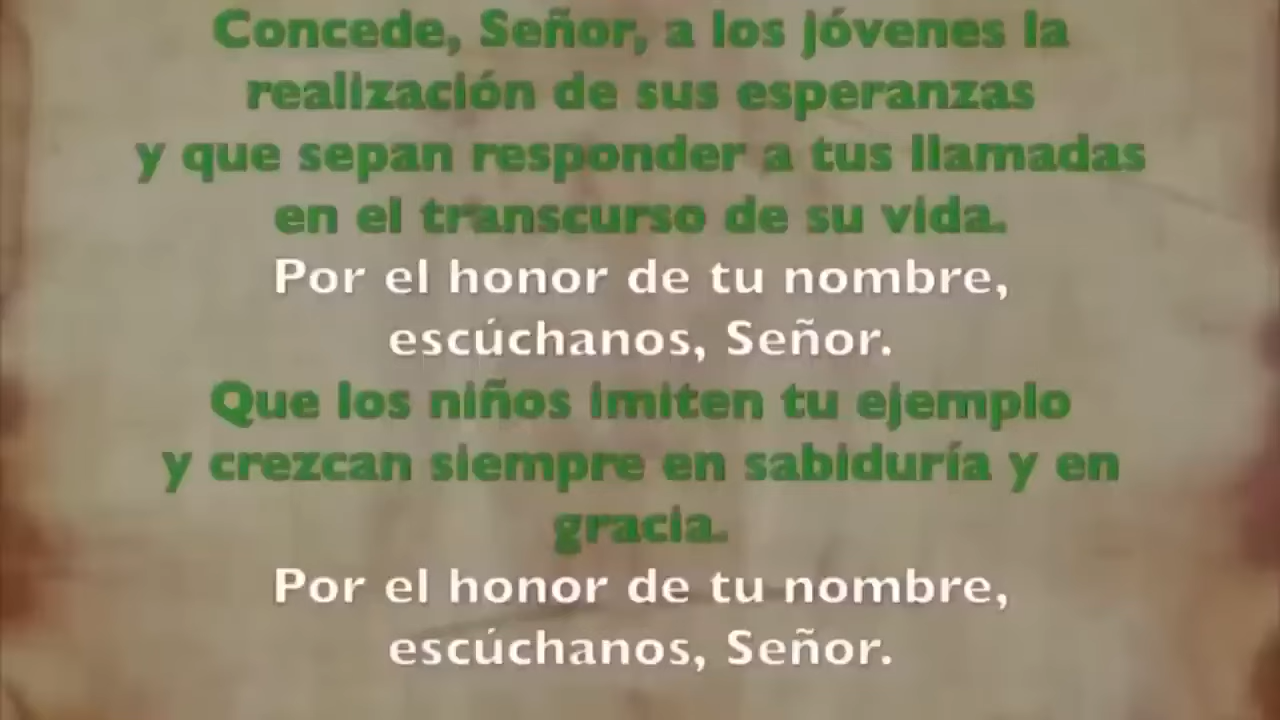 Concede, Señor, a los jóvenes la
realización de sus esperanzas
y que sepan responder a tus llamadas
en el transcurso de su vida.
Por el honor de tu nombre,
escúchanos, Señor.
Que los niños imiten tu ejemplo
y crezcan siempre en sabiduría y en
gracia.
Por el honor de tu nombre,
escúchanos, Señor.